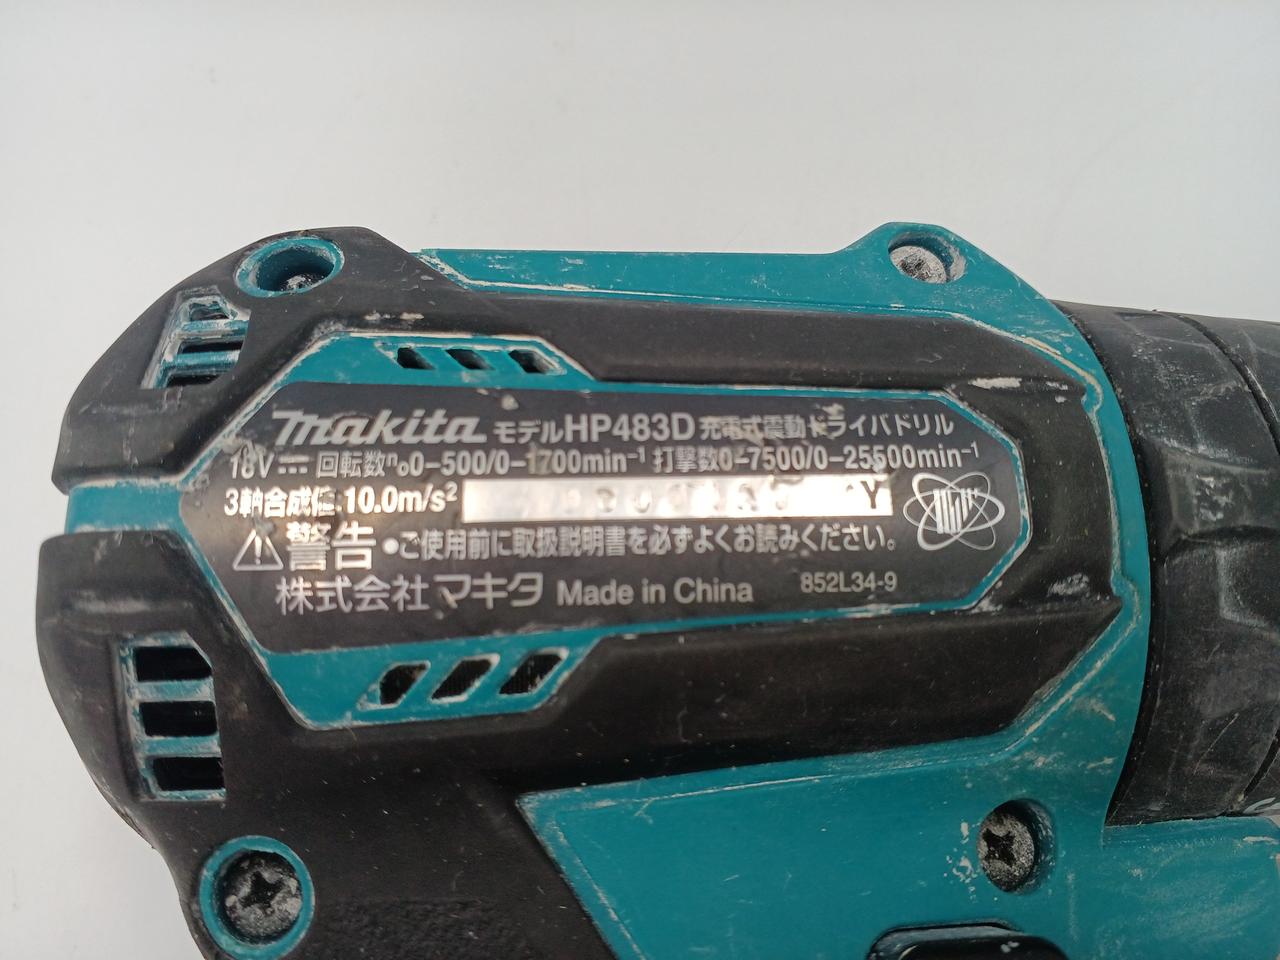 makita モデルHP483D 充電式震動ドライバドリル
18V⎓ 回転数n₀0-500/0-1700min⁻¹ 打撃数0-7500/0-25500min⁻¹
3軸合成値:10.0m/s² Y
⚠警告 ●ご使用前に取扱説明書を必ずよくお読みください。
株式会社マキタ Made in China 852L34-9